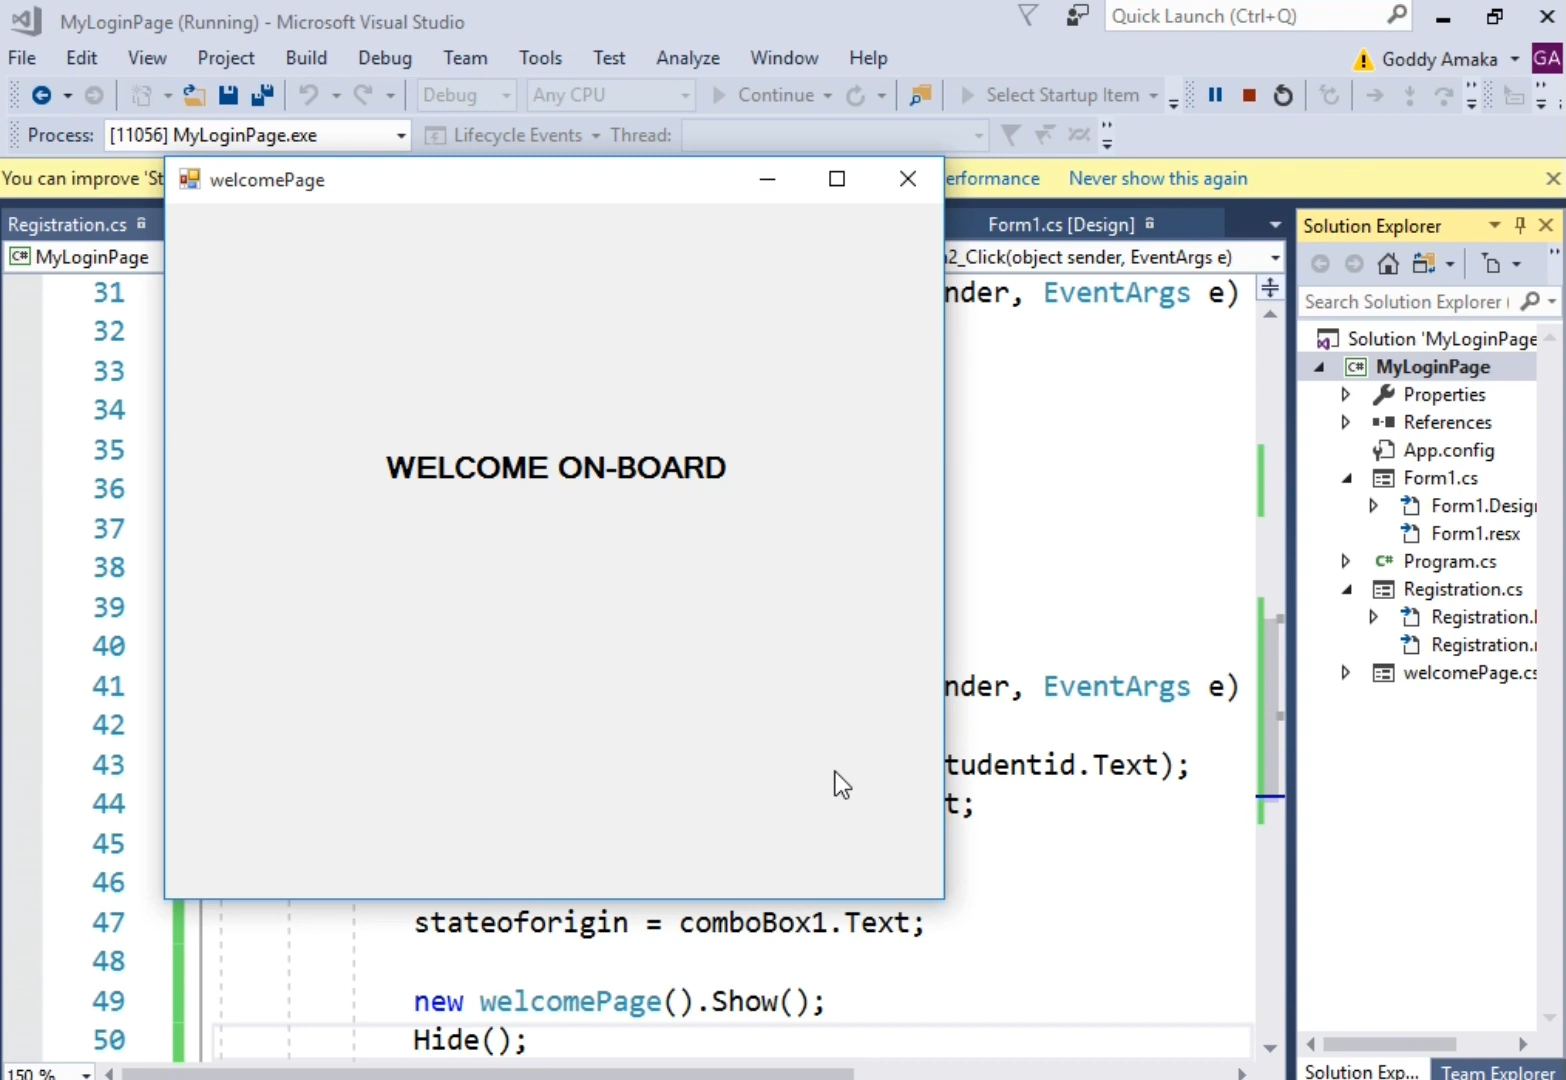 MyLoginPage (Running) - Microsoft Visual Studio
Quick Launch (Ctrl+Q)
File Edit View Project Build Debug Team Tools Test Analyze Window Help
Goddy Amaka GA
Debug Any CPU Continue Select Startup Item
Process: [11056] MyLoginPage.exe Lifecycle Events Thread:
You can improve 'St
welcomePage
erformance Never show this again
Registration.cs
Form1.cs [Design]
Solution Explorer
C# MyLoginPage
2_Click(object sender, EventArgs e)
31 nder, EventArgs e)
32
33
34
35
36
37
38
39
40
41 nder, EventArgs e)
42
43 tudentid.Text);
44 t;
45
46
47 stateoforigin = comboBox1.Text;
48
49 new welcomePage().Show();
50 Hide();
WELCOME ON-BOARD
150 %
Search Solution Explorer (
Solution 'MyLoginPage
C# MyLoginPage
Properties
References
App.config
Form1.cs
Form1.Desig
Form1.resx
C# Program.cs
Registration.cs
Registration.
Registration.
welcomePage.cs
Solution Exp... Team Explorer